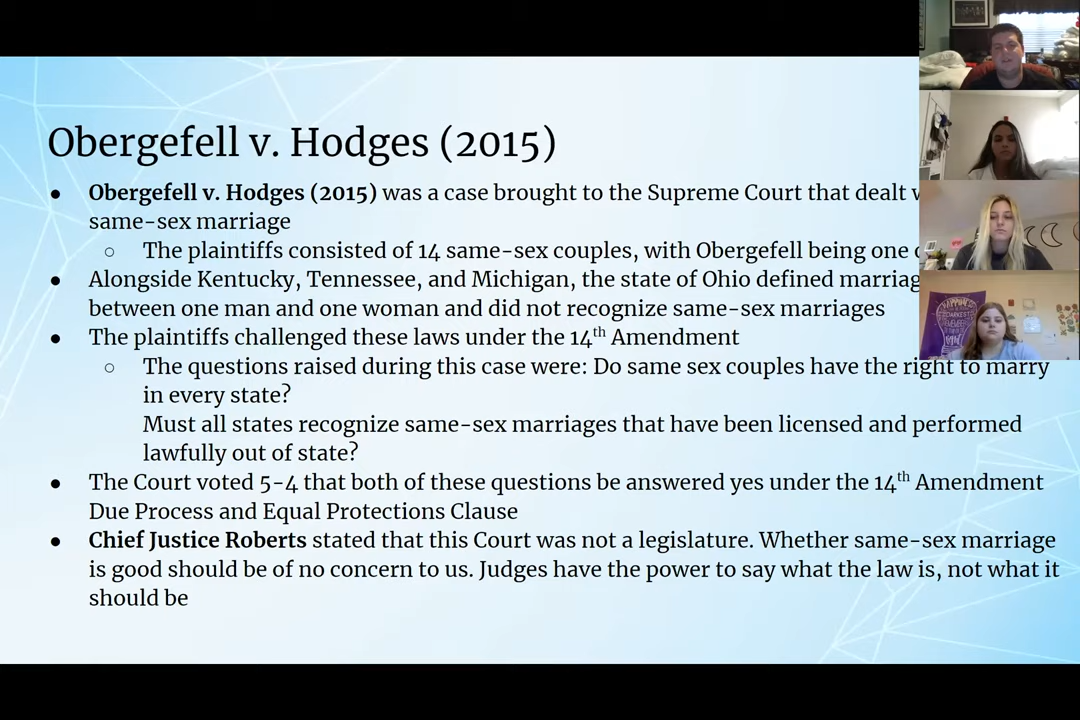 Obergefell v. Hodges (2015)
● Obergefell v. Hodges (2015) was a case brought to the Supreme Court that dealt
same-sex marriage
○ The plaintiffs consisted of 14 same-sex couples, with Obergefell being one
● Alongside Kentucky, Tennessee, and Michigan, the state of Ohio defined
between one man and one woman and did not recognize same-sex marriages
● The plaintiffs challenged these laws under the 14th Amendment
○ The questions raised during this case were: Do same sex couples have the right to marry
in every state?
Must all states recognize same-sex marriages that have been licensed and performed
lawfully out of state?
● The Court voted 5-4 that both of these questions be answered yes under the 14th Amendment
Due Process and Equal Protections Clause
● Chief Justice Roberts stated that this Court was not a legislature. Whether same-sex marriage
is good should be of no concern to us. Judges have the power to say what the law is, not what it
should be
HAPPINESS
DARKEST